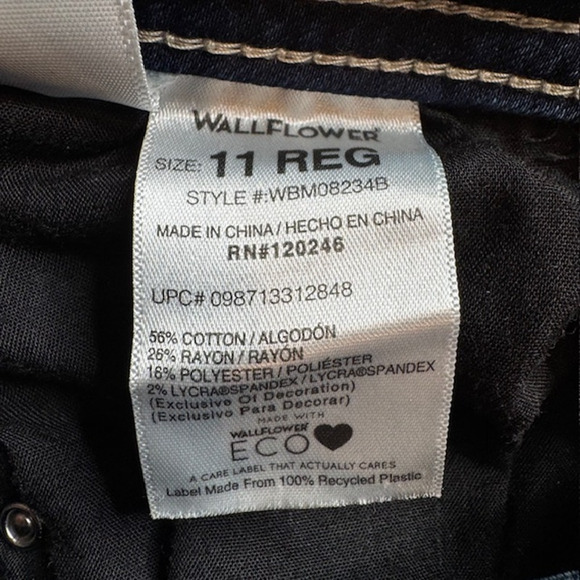 WALLFLOWER®
SIZE: 11 REG
STYLE #:WBM08234B
MADE IN CHINA / HECHO EN CHINA
RN#120246
UPC# 098713312848
56% COTTON / ALGODÓN
26% RAYON / RAYÓN
16% POLYESTER / POLIÉSTER
2% LYCRA®SPANDEX / LYCRA®SPANDEX
(Exclusive Of Decoration)
(Exclusivo Para Decorar)
MADE WITH
WALLFLOWER®
ECO
A CARE LABEL THAT ACTUALLY CARES
Label Made From 100% Recycled Plastic